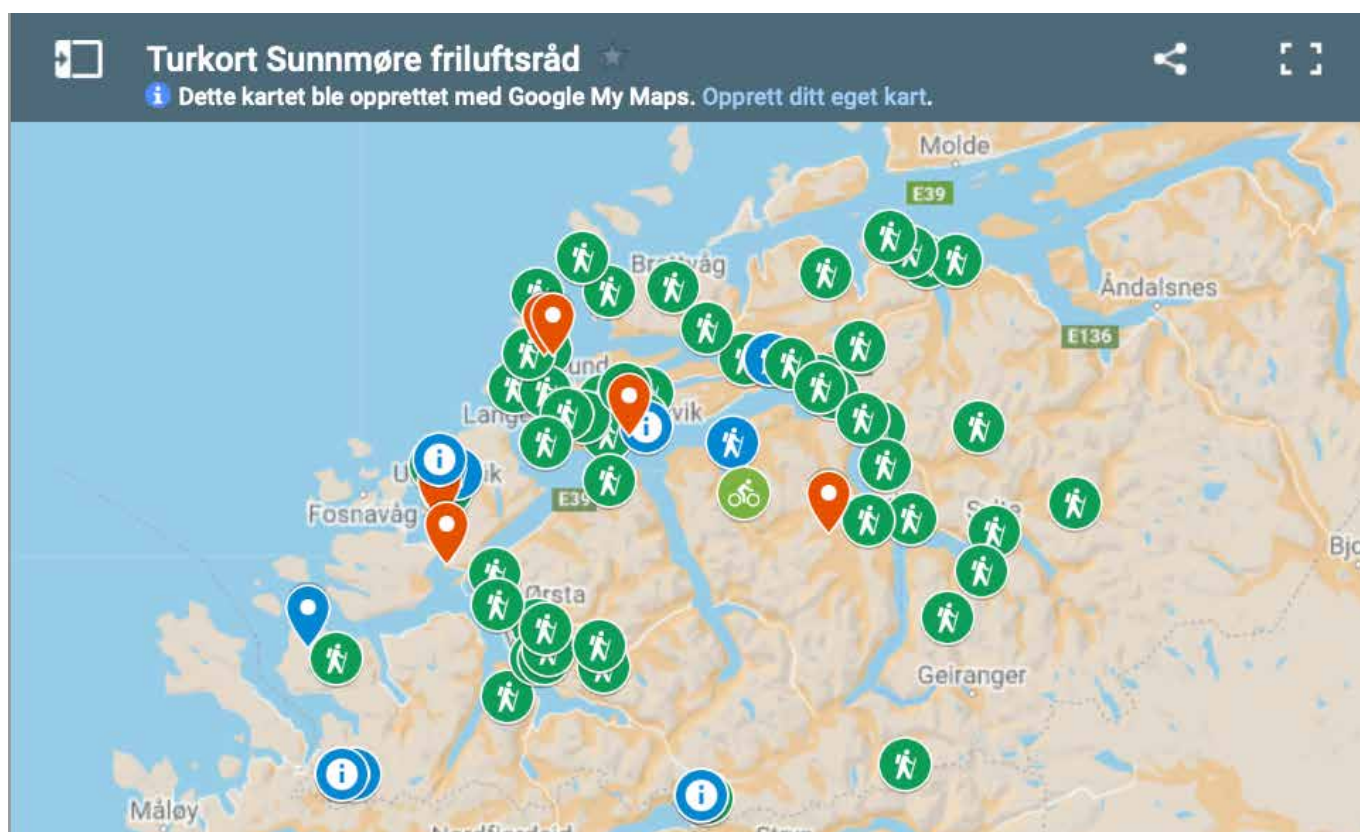 Turkort Sunnmøre friluftsråd
Dette kartet ble opprettet med Google My Maps. Opprett ditt eget kart.
Molde
E39
Åndalsnes
E136
E39
Fosnavåg
Ørsta
Geiranger
Måløy